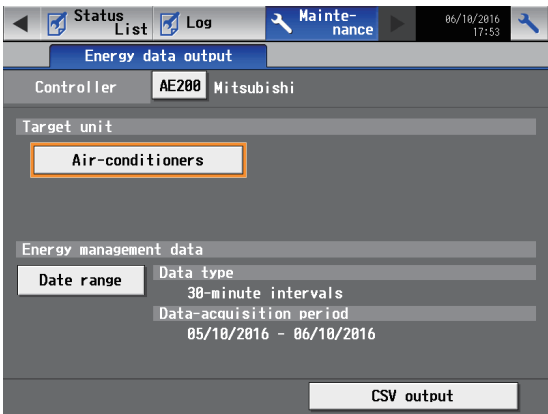 Status List
Log
Mainte-nance
06/10/2016
17:53
Energy data output
Controller AE200 Mitsubishi
Target unit
Air-conditioners
Energy management data
Date range
Data type
30-minute intervals
Data-acquisition period
05/10/2016 - 06/10/2016
CSV output